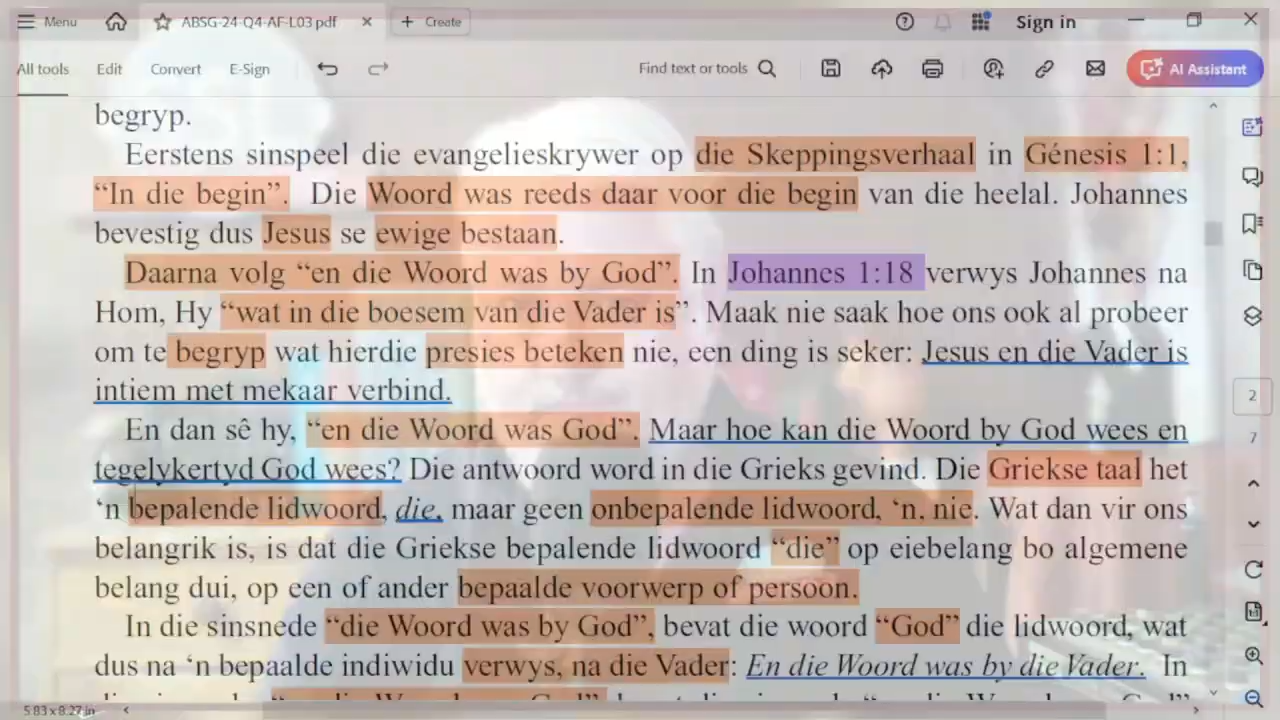 Menu ABSG-24-Q4-AF-L03 pdf + Create Sign in
All tools Edit Convert E-Sign Find text or tools AI Assistant
begryp.
Eerstens sinspeel die evangelieskrywer op die Skeppingsverhaal in Génesis 1:1,
“In die begin”. Die Woord was reeds daar voor die begin van die heelal. Johannes
bevestig dus Jesus se ewige bestaan.
Daarna volg “en die Woord was by God”. In Johannes 1:18 verwys Johannes na
Hom, Hy “wat in die boesem van die Vader is”. Maak nie saak hoe ons ook al probeer
om te begryp wat hierdie presies beteken nie, een ding is seker: Jesus en die Vader is
intiem met mekaar verbind.
En dan sê hy, “en die Woord was God”. Maar hoe kan die Woord by God wees en
tegelykertyd God wees? Die antwoord word in die Grieks gevind. Die Griekse taal het
‘n bepalende lidwoord, die, maar geen onbepalende lidwoord, ‘n, nie. Wat dan vir ons
belangrik is, is dat die Griekse bepalende lidwoord “die” op eiebelang bo algemene
belang dui, op een of ander bepaalde voorwerp of persoon.
In die sinsnede “die Woord was by God”, bevat die woord “God” die lidwoord, wat
dus na ‘n bepaalde indiwidu verwys, na die Vader: En die Woord was by die Vader. In
2
7
5.83 x 8.27 in